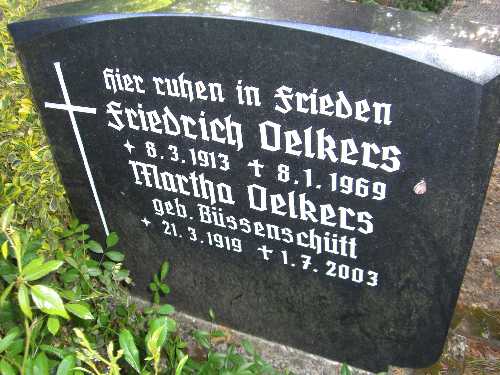 Hier ruhen in Frieden
Friedrich Oelkers
* 8.3.1913 ✝ 8.1.1969
Martha Oelkers
geb. Büssenschütt
* 21.3.1919 ✝ 1.7.2003